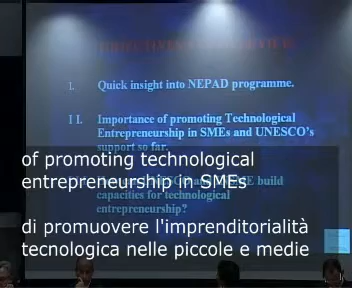 I. Quick insight into NEPAD programme.
II. Importance of promoting Technological
Entrepreneurship in SMEs and UNESCO's
support so far.
build
capacities for technological
entrepreneurship?
of promoting technological
entrepreneurship in SMEs
di promuovere l'imprenditorialità
tecnologica nelle piccole e medie